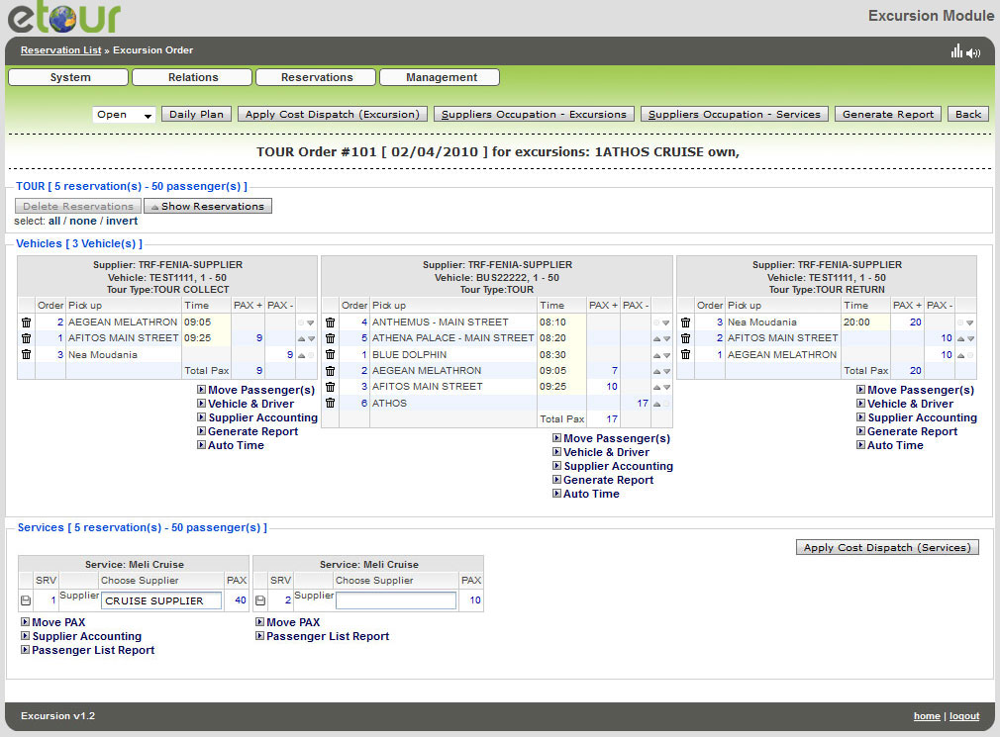 etour
Excursion Module
Reservation List » Excursion Order
System Relations Reservations Management
Open Daily Plan Apply Cost Dispatch (Excursion) Suppliers Occupation - Excursions Suppliers Occupation - Services Generate Report Back
TOUR Order #101 [ 02/04/2010 ] for excursions: 1ATHOS CRUISE own,
TOUR [ 5 reservation(s) - 50 passenger(s) ]
Delete Reservations Show Reservations
select: all / none / invert
Vehicles [ 3 Vehicle(s) ]
Supplier: TRF-FENIA-SUPPLIER
Vehicle: TEST1111, 1 - 50
Tour Type:TOUR COLLECT
Order Pick up Time PAX + PAX -
2 AEGEAN MELATHRON 09:05
1 AFITOS MAIN STREET 09:25 9
3 Nea Moudania 9
Total Pax 9
Move Passenger(s)
Vehicle & Driver
Supplier Accounting
Generate Report
Auto Time
Supplier: TRF-FENIA-SUPPLIER
Vehicle: BUS22222, 1 - 50
Tour Type:TOUR
Order Pick up Time PAX + PAX -
4 ANTHEMUS - MAIN STREET 08:10
5 ATHENA PALACE - MAIN STREET 08:20
1 BLUE DOLPHIN 08:30
2 AEGEAN MELATHRON 09:05 7
3 AFITOS MAIN STREET 09:25 10
6 ATHOS 17
Total Pax 17
Move Passenger(s)
Vehicle & Driver
Supplier Accounting
Generate Report
Auto Time
Supplier: TRF-FENIA-SUPPLIER
Vehicle: TEST1111, 1 - 50
Tour Type:TOUR RETURN
Order Pick up Time PAX + PAX -
3 Nea Moudania 20:00 20
2 AFITOS MAIN STREET 10
1 AEGEAN MELATHRON 10
Total Pax 20
Move Passenger(s)
Vehicle & Driver
Supplier Accounting
Generate Report
Auto Time
Services [ 5 reservation(s) - 50 passenger(s) ]
Apply Cost Dispatch (Services)
Service: Meli Cruise
SRV Choose Supplier PAX
1 Supplier CRUISE SUPPLIER 40
Move PAX
Supplier Accounting
Passenger List Report
Service: Meli Cruise
SRV Choose Supplier PAX
2 Supplier 10
Move PAX
Passenger List Report
Excursion v1.2
home | logout